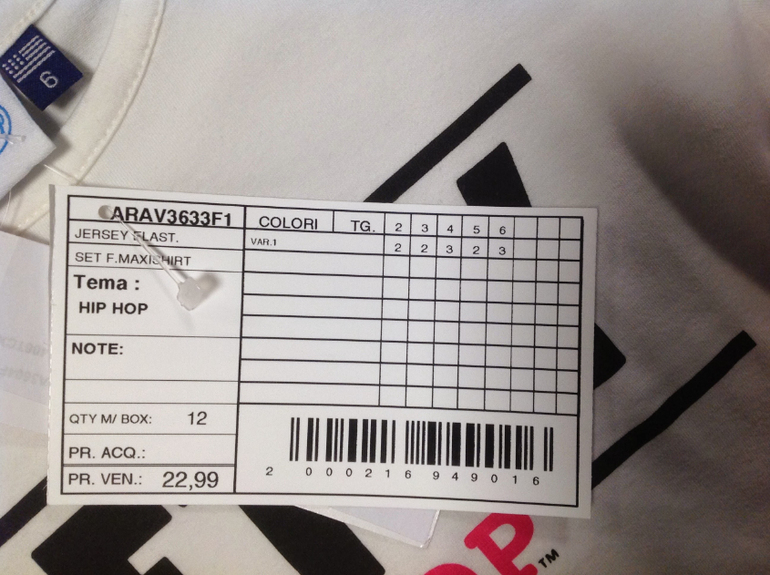 6
R
ARAV3633F1
COLORI TG. 2 3 4 5 6
JERSEY ELAST.
VAR.1 2 2 3 2 3
SET F.MAXISHIRT
Tema :
HIP HOP
NOTE:
QTY M/ BOX: 12
PR. ACQ.:
PR. VEN.: 22,99
2 000216 949016
OP™